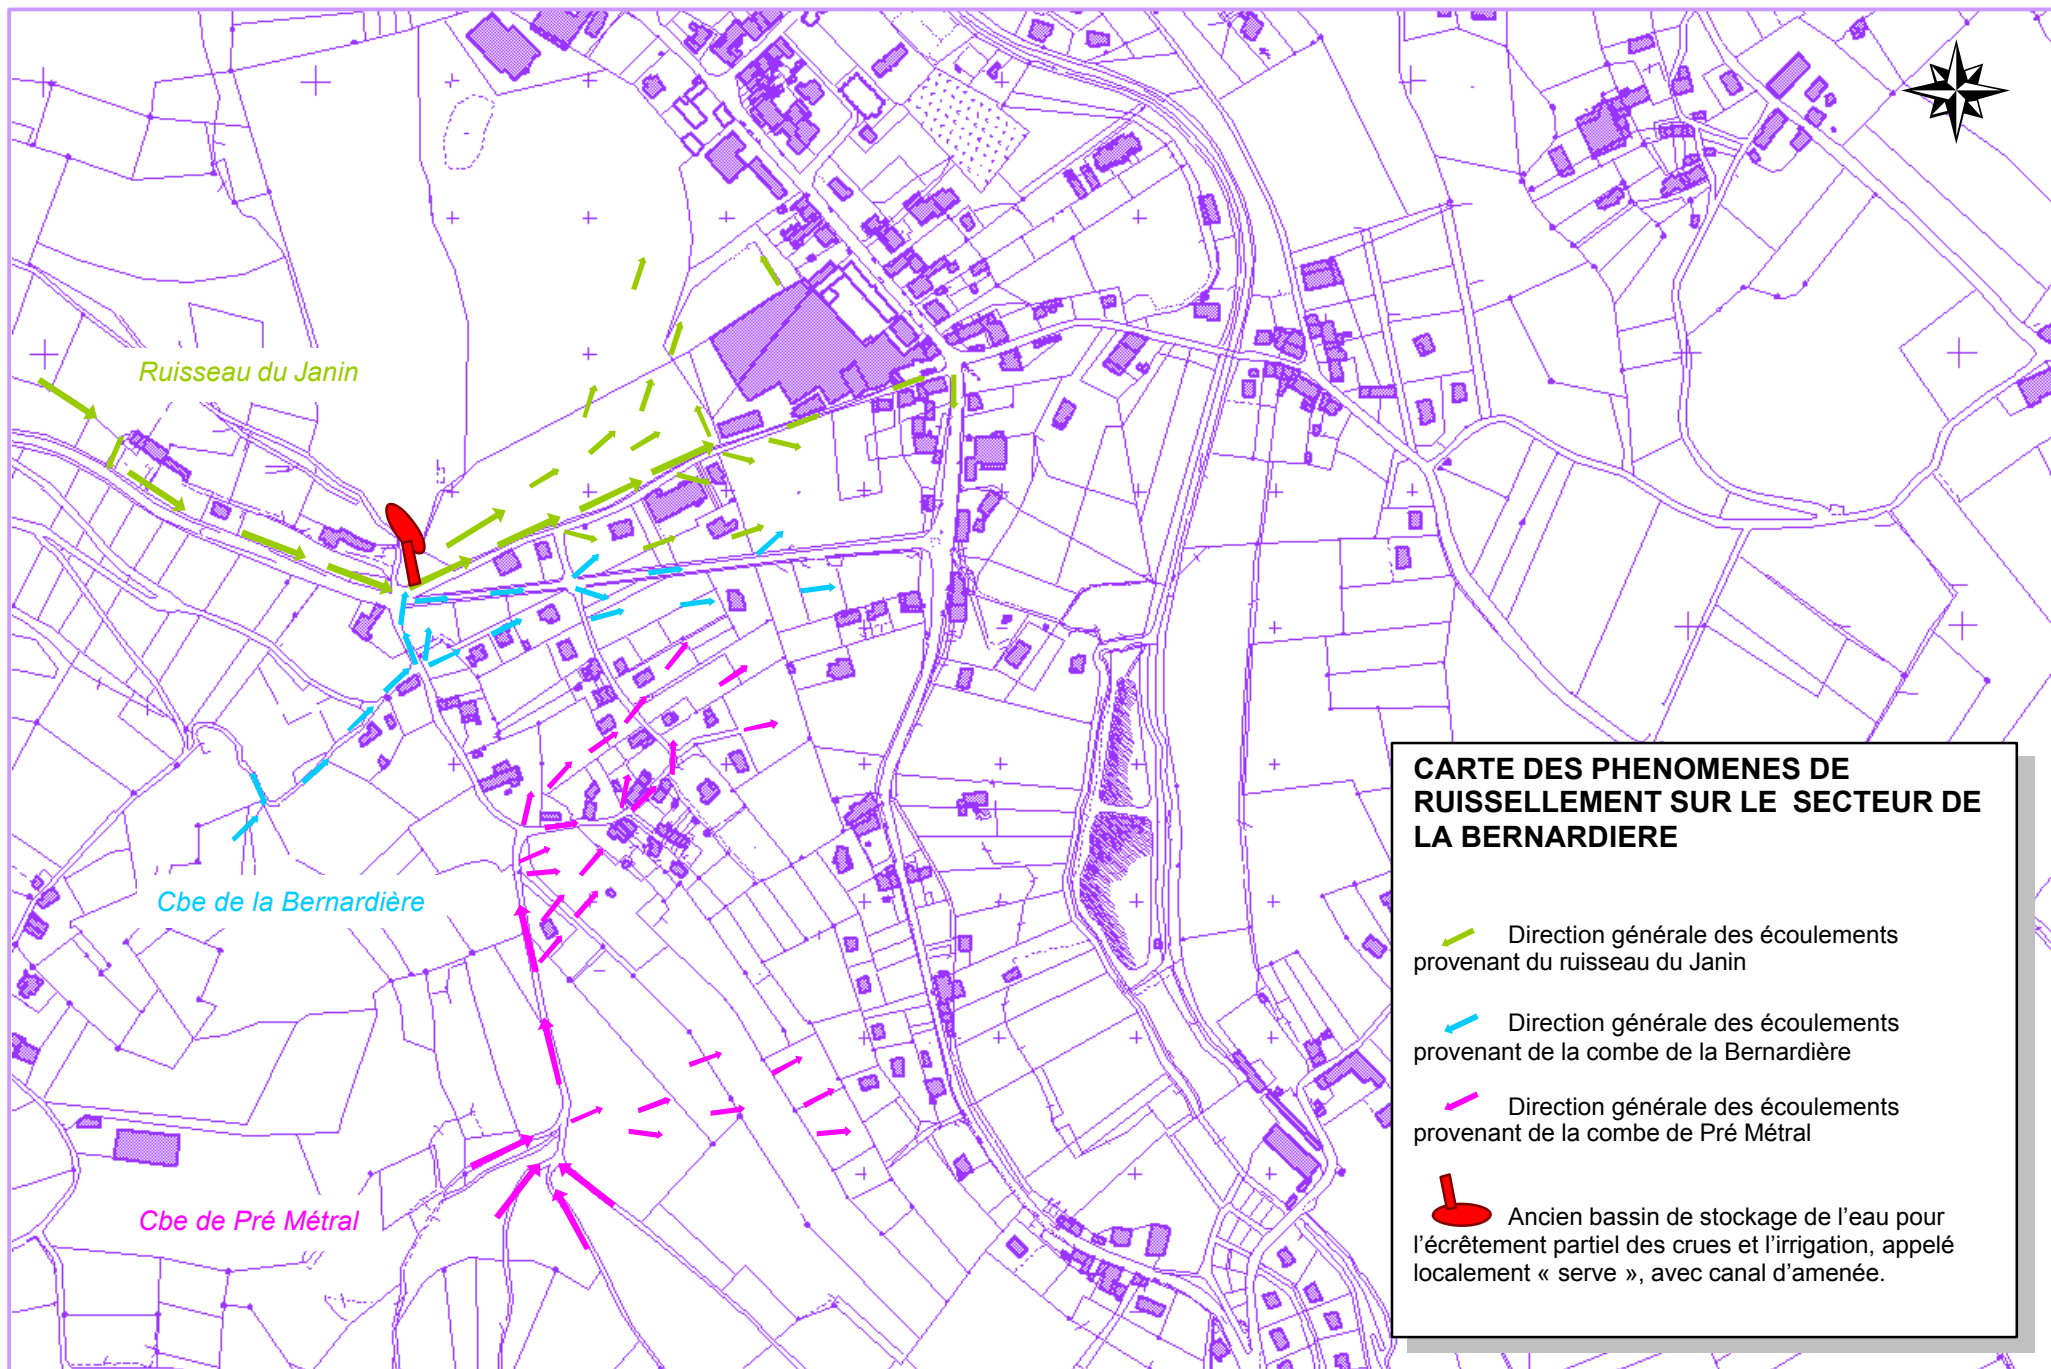 Ruisseau du Janin
Cbe de la Bernardière
Cbe de Pré Métral
CARTE DES PHENOMENES DE
RUISSELLEMENT SUR LE SECTEUR DE
LA BERNARDIERE
Direction générale des écoulements
provenant du ruisseau du Janin
Direction générale des écoulements
provenant de la combe de la Bernardière
Direction générale des écoulements
provenant de la combe de Pré Métral
Ancien bassin de stockage de l’eau pour
l’écrêtement partiel des crues et l’irrigation, appelé
localement « serve », avec canal d’amenée.